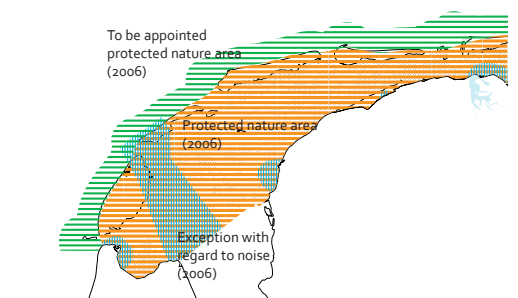 To be appointed
protected nature area
(2006)
Protected nature area
(2006)
Exception with
regard to noise
(2006)